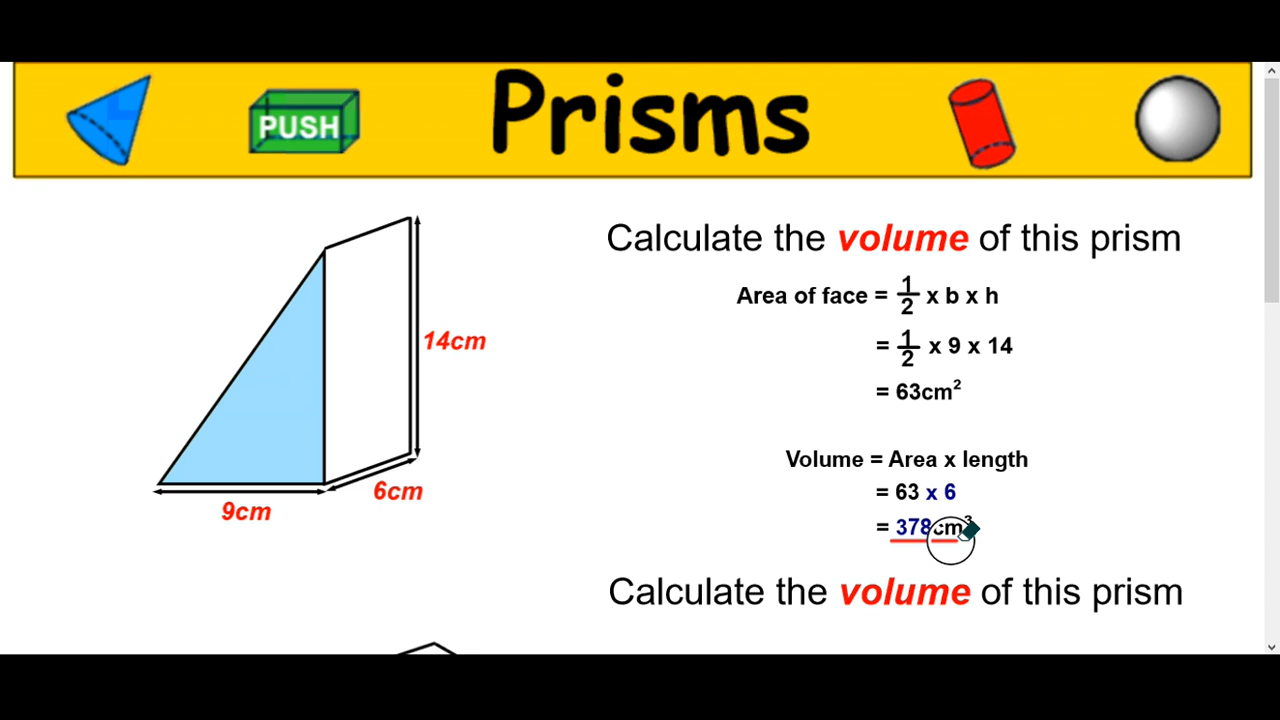 PUSH
Prisms
Calculate the volume of this prism
Area of face = 1/2 x b x h
= 1/2 x 9 x 14
= 63cm²
14cm
6cm
9cm
Volume = Area x length
= 63 x 6
= 378cm³
Calculate the volume of this prism